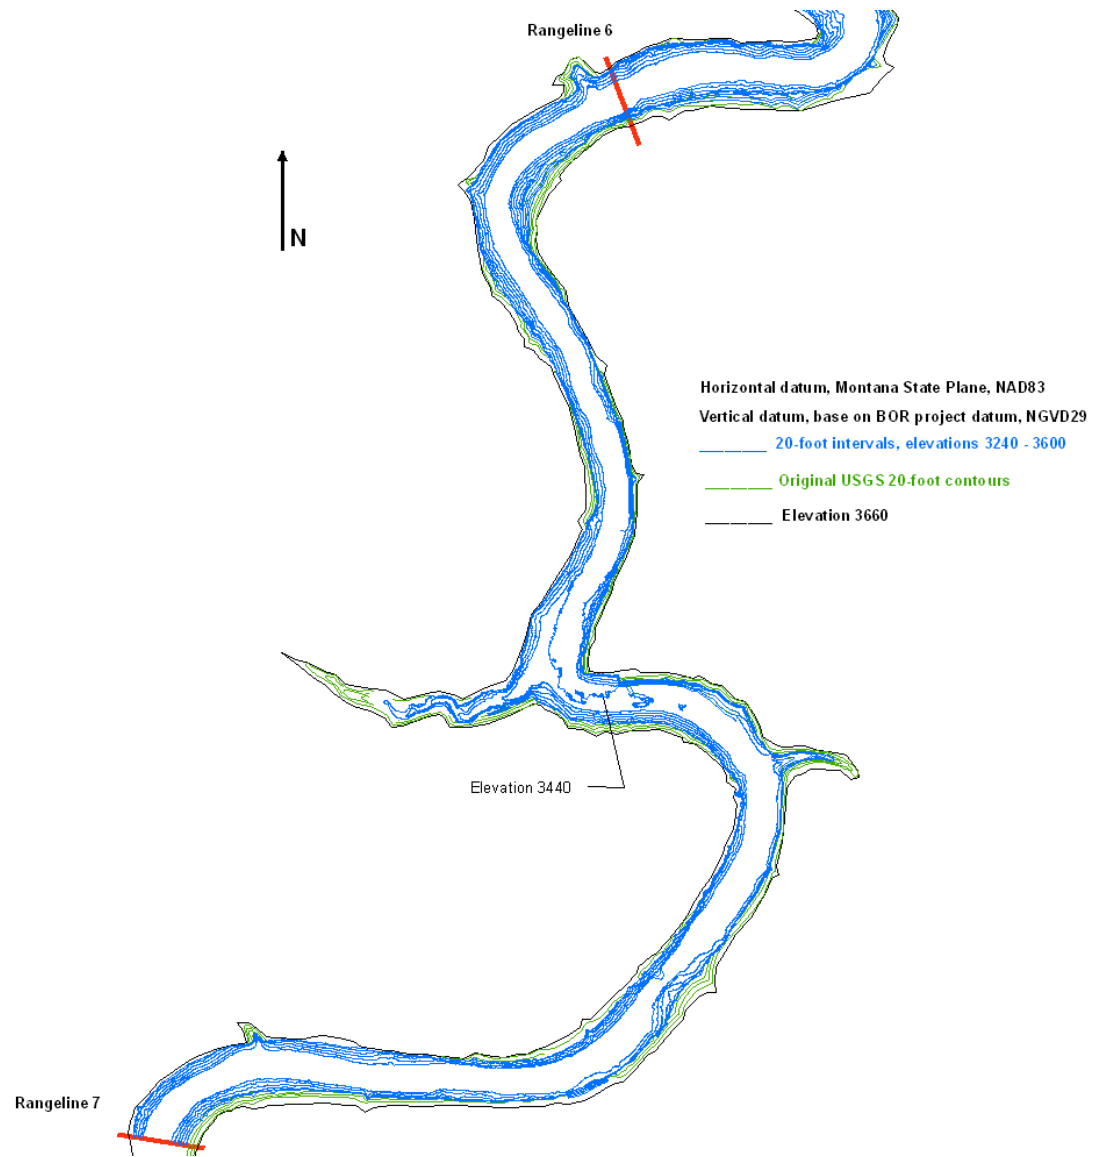 Rangeline 6
N
Horizontal datum, Montana State Plane, NAD83
Vertical datum, base on BOR project datum, NGVD29
20-foot intervals, elevations 3240 - 3600
Original USGS 20-foot contours
Elevation 3660
Elevation 3440
Rangeline 7